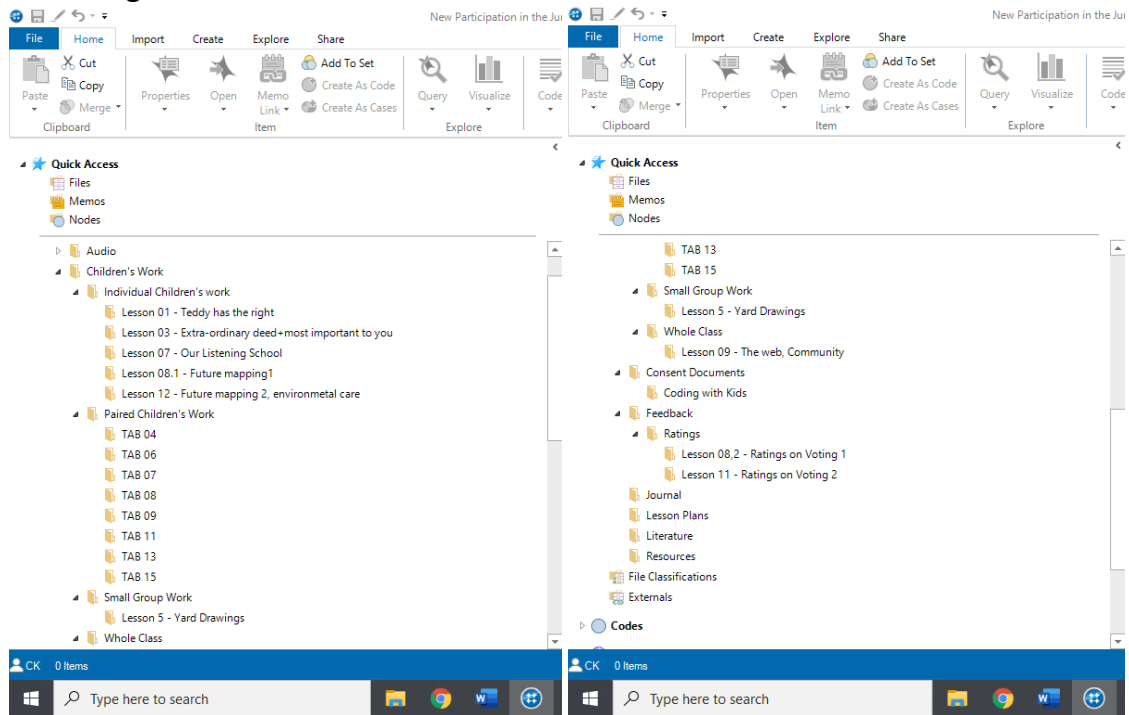 New Participation in the Ju
File Home Import Create Explore Share
Cut
Copy
Merge
Paste
Clipboard
Properties
Open
Memo
Link
Add To Set
Create As Code
Create As Cases
Item
Query
Visualize
Code
Explore
Quick Access
Files
Memos
Nodes
Audio
Children's Work
Individual Children's work
Lesson 01 - Teddy has the right
Lesson 03 - Extra-ordinary deed+most important to you
Lesson 07 - Our Listening School
Lesson 08.1 - Future mapping1
Lesson 12 - Future mapping 2, environmetal care
Paired Children's Work
TAB 04
TAB 06
TAB 07
TAB 08
TAB 09
TAB 11
TAB 13
TAB 15
Small Group Work
Lesson 5 - Yard Drawings
Whole Class
CK 0 Items
Type here to search
New Participation in the Jun
File Home Import Create Explore Share
Cut
Copy
Merge
Paste
Clipboard
Properties
Open
Memo
Link
Add To Set
Create As Code
Create As Cases
Item
Query
Visualize
Code
Explore
Quick Access
Files
Memos
Nodes
TAB 13
TAB 15
Small Group Work
Lesson 5 - Yard Drawings
Whole Class
Lesson 09 - The web, Community
Consent Documents
Coding with Kids
Feedback
Ratings
Lesson 08,2 - Ratings on Voting 1
Lesson 11 - Ratings on Voting 2
Journal
Lesson Plans
Literature
Resources
File Classifications
Externals
Codes
CK 0 Items
Type here to search